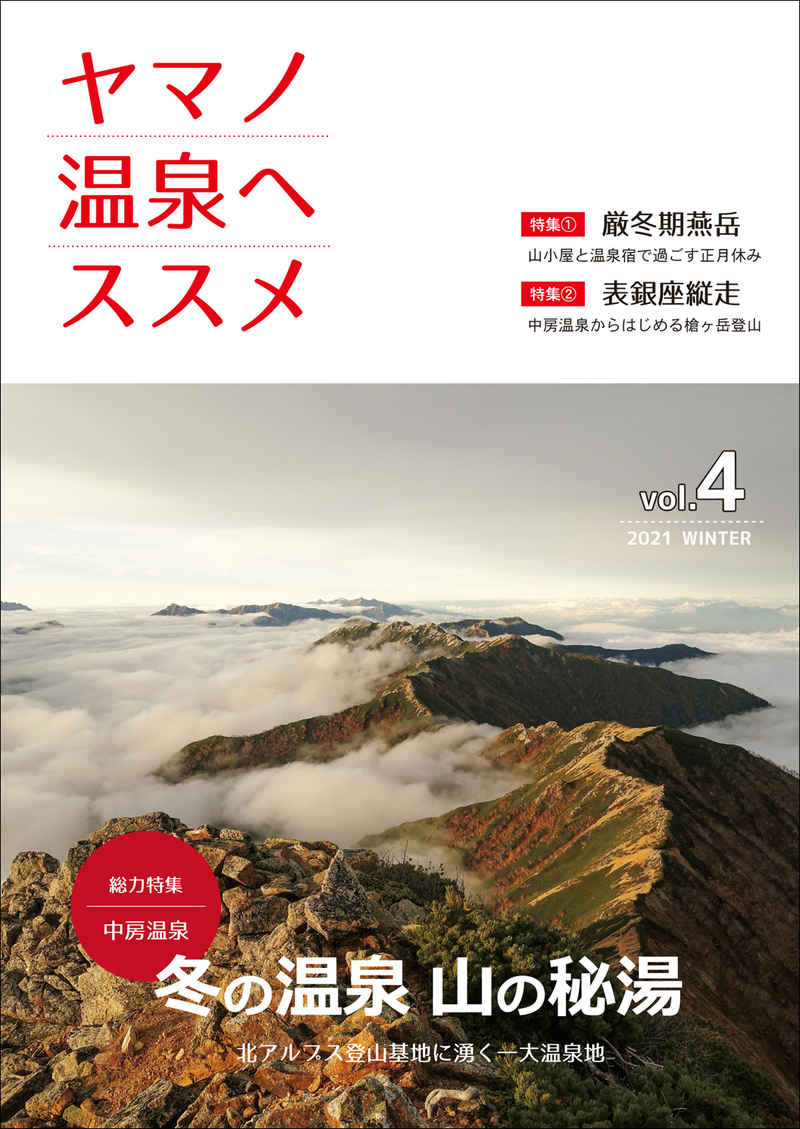 ヤマノ
温泉へ
ススメ
特集① 厳冬期燕岳
山小屋と温泉宿で過ごす正月休み
特集② 表銀座縦走
中房温泉からはじめる槍ヶ岳登山
vol.4
2021 WINTER
総力特集
中房温泉
冬の温泉 山の秘湯
北アルプス登山基地に湧く一大温泉地